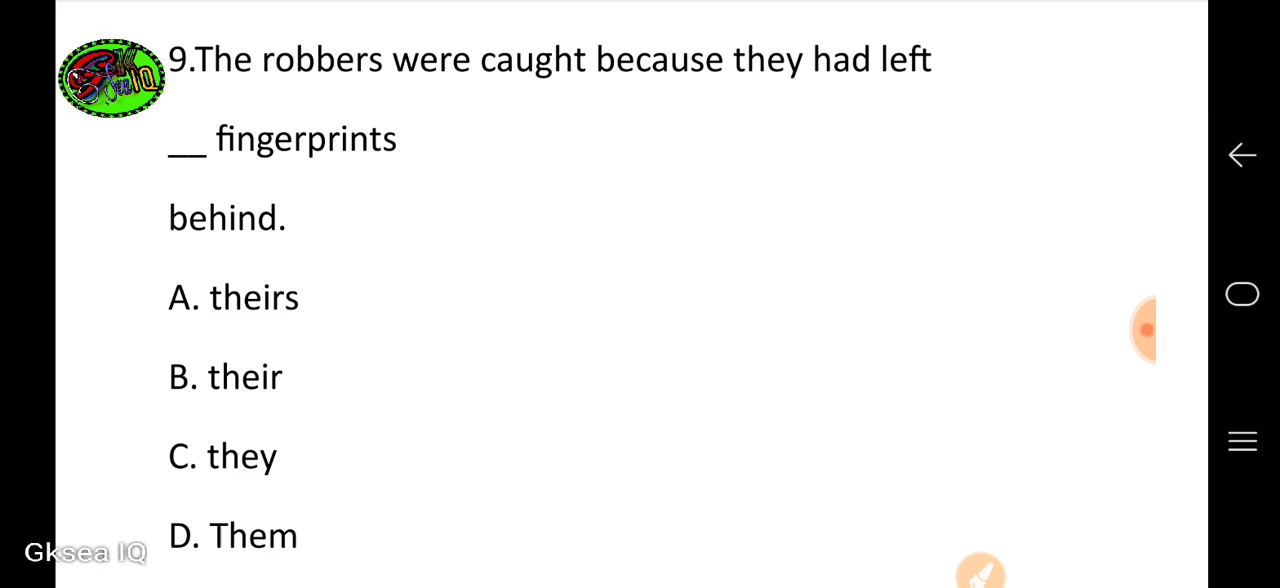 9.The robbers were caught because they had left
__ fingerprints
behind.
A. theirs
B. their
C. they
D. Them
Gksea IQ